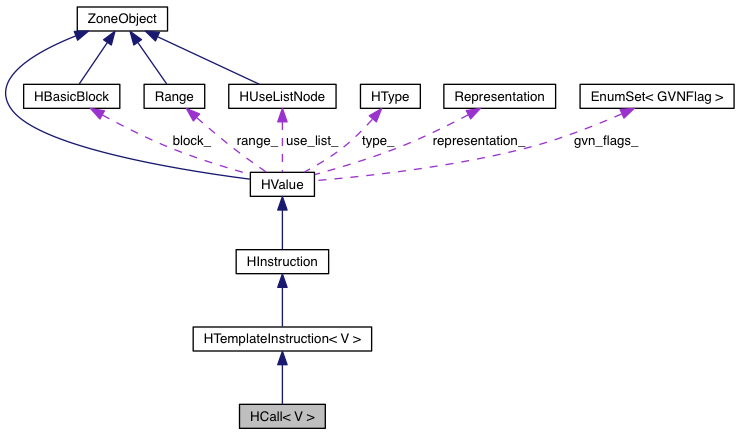 ZoneObject
HBasicBlock
Range
HUseListNode
HType
Representation
EnumSet< GVNFlag >
block_
range_
use_list_
type_
representation_
gvn_flags_
HValue
HInstruction
HTemplateInstruction< V >
HCall< V >